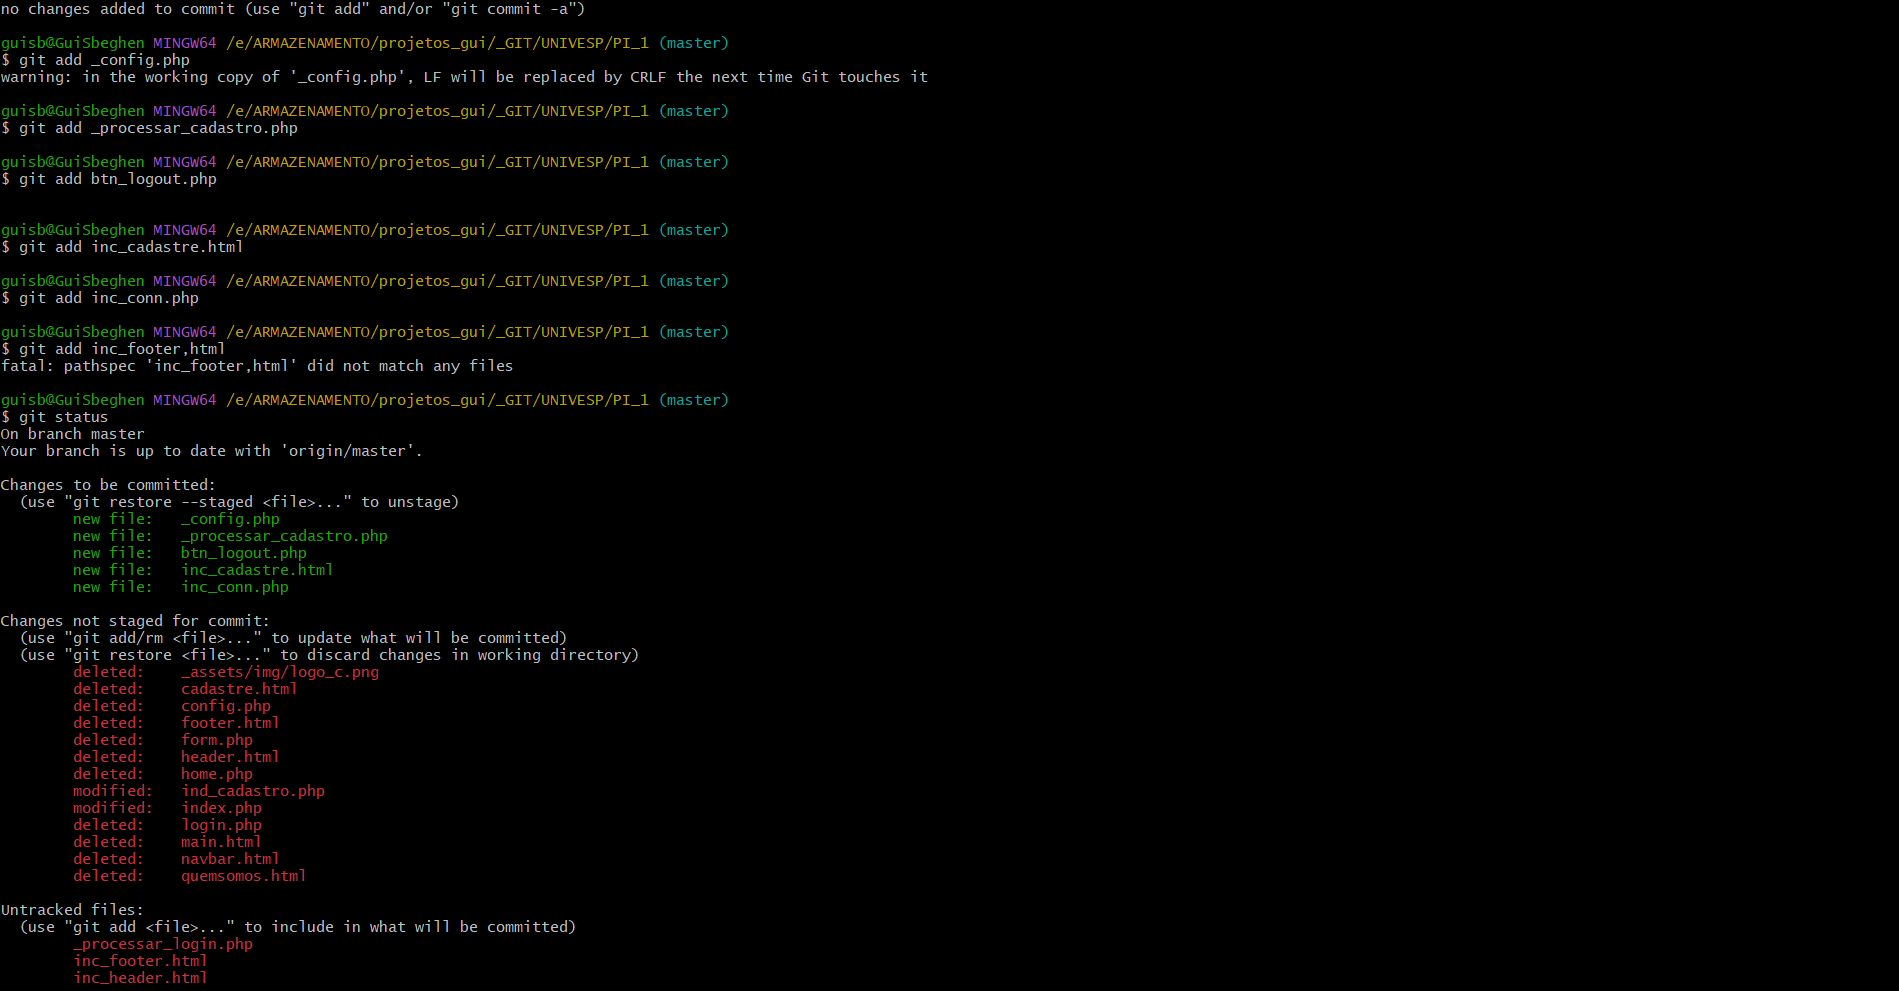 no changes added to commit (use "git add" and/or "git commit -a")
guisb@GuiSbeghen MINGW64 /e/ARMAZENAMENTO/projetos_gui/_GIT/UNIVESP/PI_1 (master)
$ git add _config.php
warning: in the working copy of '_config.php', LF will be replaced by CRLF the next time Git touches it
guisb@GuiSbeghen MINGW64 /e/ARMAZENAMENTO/projetos_gui/_GIT/UNIVESP/PI_1 (master)
$ git add _processar_cadastro.php
guisb@GuiSbeghen MINGW64 /e/ARMAZENAMENTO/projetos_gui/_GIT/UNIVESP/PI_1 (master)
$ git add btn_logout.php
guisb@GuiSbeghen MINGW64 /e/ARMAZENAMENTO/projetos_gui/_GIT/UNIVESP/PI_1 (master)
$ git add inc_cadastre.html
guisb@GuiSbeghen MINGW64 /e/ARMAZENAMENTO/projetos_gui/_GIT/UNIVESP/PI_1 (master)
$ git add inc_conn.php
guisb@GuiSbeghen MINGW64 /e/ARMAZENAMENTO/projetos_gui/_GIT/UNIVESP/PI_1 (master)
$ git add inc_footer,html
fatal: pathspec 'inc_footer,html' did not match any files
guisb@GuiSbeghen MINGW64 /e/ARMAZENAMENTO/projetos_gui/_GIT/UNIVESP/PI_1 (master)
$ git status
On branch master
Your branch is up to date with 'origin/master'.
Changes to be committed:
  (use "git restore --staged <file>..." to unstage)
        new file:   _config.php
        new file:   _processar_cadastro.php
        new file:   btn_logout.php
        new file:   inc_cadastre.html
        new file:   inc_conn.php
Changes not staged for commit:
  (use "git add/rm <file>..." to update what will be committed)
  (use "git restore <file>..." to discard changes in working directory)
        deleted:    _assets/img/logo_c.png
        deleted:    cadastre.html
        deleted:    config.php
        deleted:    footer.html
        deleted:    form.php
        deleted:    header.html
        deleted:    home.php
        modified:   ind_cadastro.php
        modified:   index.php
        deleted:    login.php
        deleted:    main.html
        deleted:    navbar.html
        deleted:    quemsomos.html
Untracked files:
  (use "git add <file>..." to include in what will be committed)
        _processar_login.php
        inc_footer.html
        inc_header.html